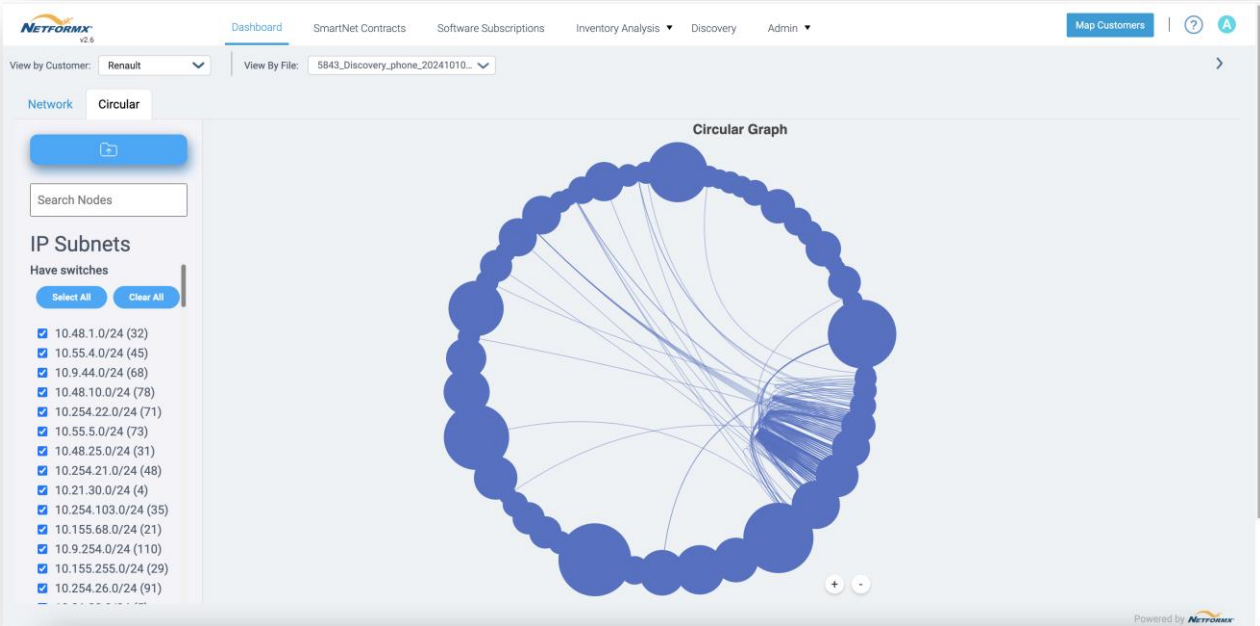 NETFORMX
v2.6
Dashboard
SmartNet Contracts
Software Subscriptions
Inventory Analysis
Discovery
Admin
Map Customers
?
A
View by Customer:
Renault
View By File:
5843_Discovery_phone_20241010...
Network
Circular
Circular Graph
Search Nodes
IP Subnets
Have switches
Select All
Clear All
10.48.1.0/24 (32)
10.55.4.0/24 (45)
10.9.44.0/24 (68)
10.48.10.0/24 (78)
10.254.22.0/24 (71)
10.55.5.0/24 (73)
10.48.25.0/24 (31)
10.254.21.0/24 (48)
10.21.30.0/24 (4)
10.254.103.0/24 (35)
10.155.68.0/24 (21)
10.9.254.0/24 (110)
10.155.255.0/24 (29)
10.254.26.0/24 (91)
+
-
Powered by NETFORMX